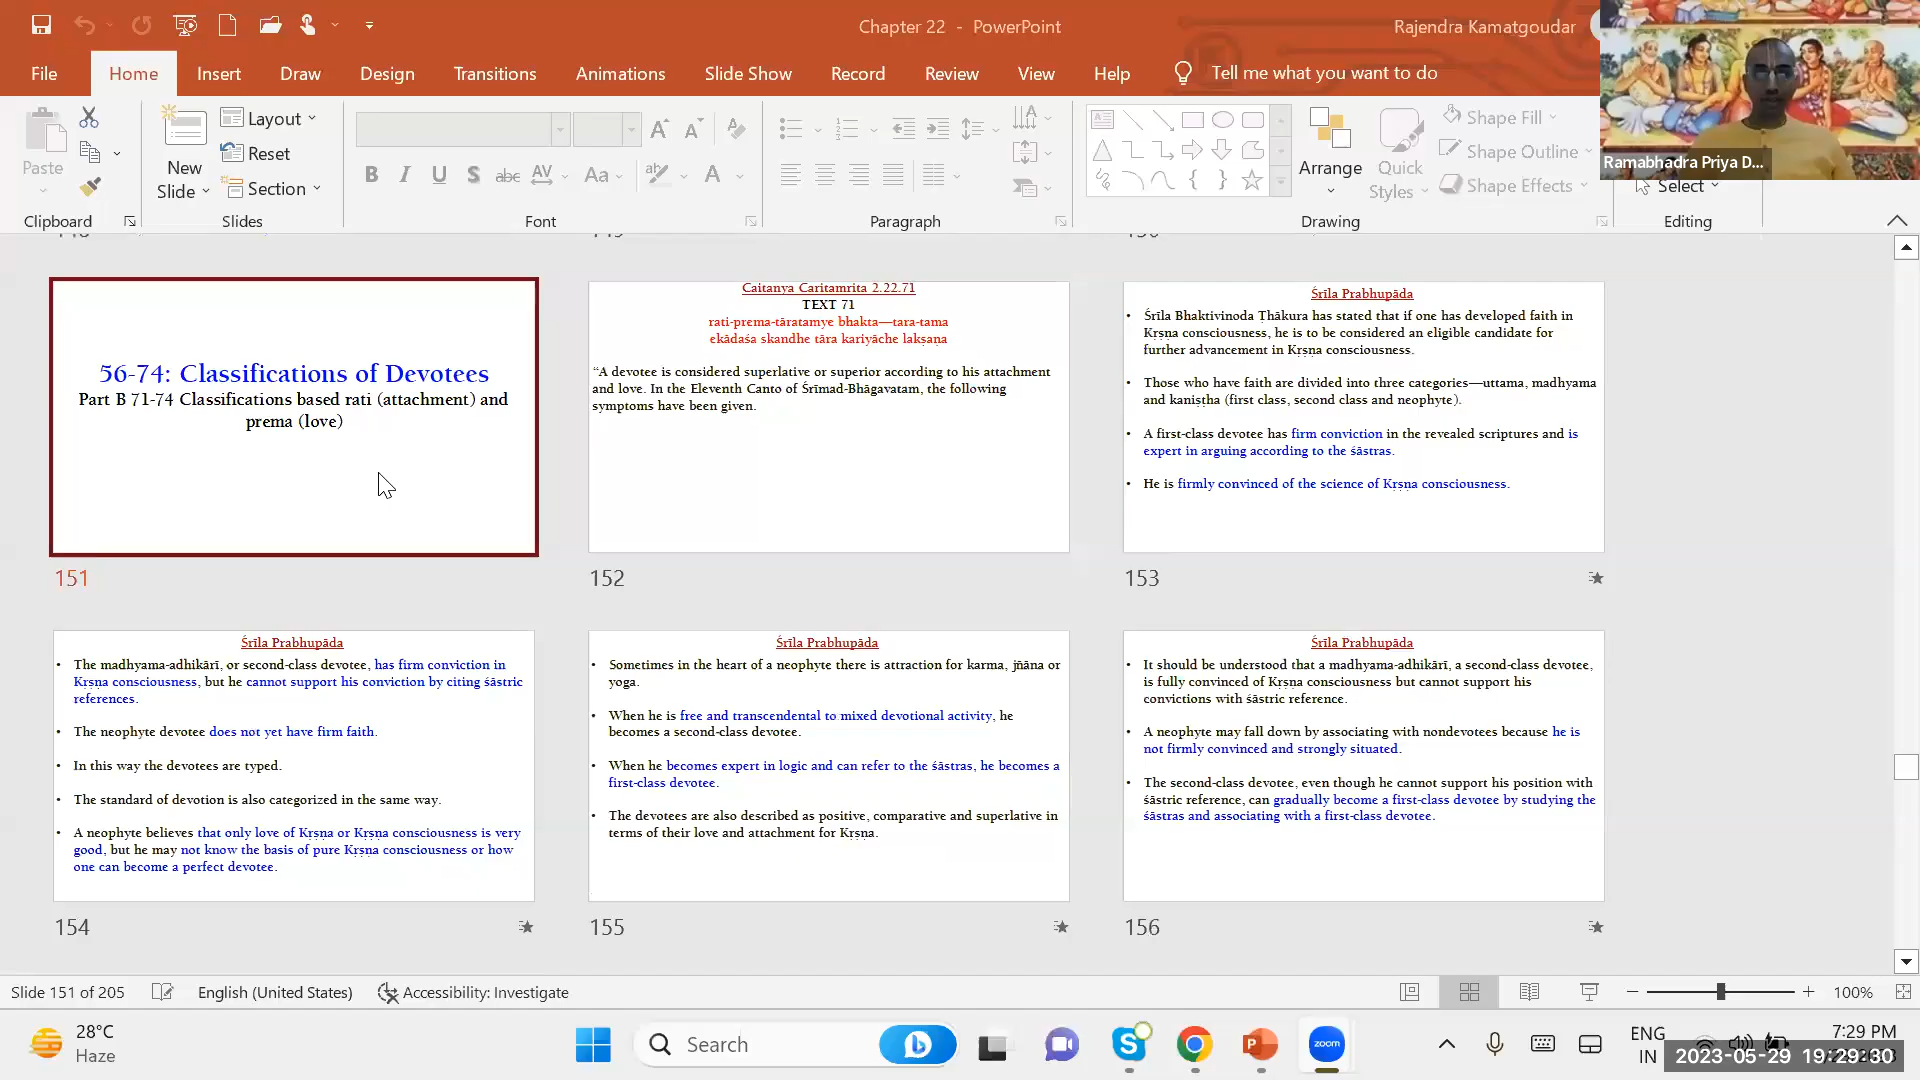 Chapter 22 - PowerPoint
Rajendra Kamatgoudar
File Home Insert Draw Design Transitions Animations Slide Show Record Review View Help Tell me what you want to do
Paste
Clipboard
New Slide
Layout
Reset
Section
Slides
B I U S abc AV Aa A
Font
Paragraph
Arrange
Quick Styles
Shape Fill
Shape Outline
Shape Effects
Drawing
Ramabhadra Priya D...
Select
Editing
56-74: Classifications of Devotees
Part B 71-74 Classifications based rati (attachment) and
prema (love)
151
Caitanya Caritamrita 2.22.71
TEXT 71
rati-prema-tāratamye bhakta—tara-tama
ekādaśa skandhe tāra kariyāche lakṣaṇa
“A devotee is considered superlative or superior according to his attachment
and love. In the Eleventh Canto of Śrīmad-Bhāgavatam, the following
symptoms have been given.
152
Śrīla Prabhupāda
• Śrīla Bhaktivinoda Ṭhākura has stated that if one has developed faith in
Kṛṣṇa consciousness, he is to be considered an eligible candidate for
further advancement in Kṛṣṇa consciousness.
• Those who have faith are divided into three categories—uttama, madhyama
and kaniṣṭha (first class, second class and neophyte).
• A first-class devotee has firm conviction in the revealed scriptures and is
expert in arguing according to the śāstras.
• He is firmly convinced of the science of Kṛṣṇa consciousness.
153
Śrīla Prabhupāda
• The madhyama-adhikārī, or second-class devotee, has firm conviction in
Kṛṣṇa consciousness, but he cannot support his conviction by citing śāstric
references.
• The neophyte devotee does not yet have firm faith.
• In this way the devotees are typed.
• The standard of devotion is also categorized in the same way.
• A neophyte believes that only love of Kṛṣṇa or Kṛṣṇa consciousness is very
good, but he may not know the basis of pure Kṛṣṇa consciousness or how
one can become a perfect devotee.
154
Śrīla Prabhupāda
• Sometimes in the heart of a neophyte there is attraction for karma, jñāna or
yoga.
• When he is free and transcendental to mixed devotional activity, he
becomes a second-class devotee.
• When he becomes expert in logic and can refer to the śāstras, he becomes a
first-class devotee.
• The devotees are also described as positive, comparative and superlative in
terms of their love and attachment for Kṛṣṇa.
155
Śrīla Prabhupāda
• It should be understood that a madhyama-adhikārī, a second-class devotee,
is fully convinced of Kṛṣṇa consciousness but cannot support his
convictions with śāstric reference.
• A neophyte may fall down by associating with nondevotees because he is
not firmly convinced and strongly situated.
• The second-class devotee, even though he cannot support his position with
śāstric reference, can gradually become a first-class devotee by studying the
śāstras and associating with a first-class devotee.
156
Slide 151 of 205 English (United States) Accessibility: Investigate 100%
28°C
Haze
Search
zoom
ENG
IN
7:29 PM
2023-05-29 19:29:30